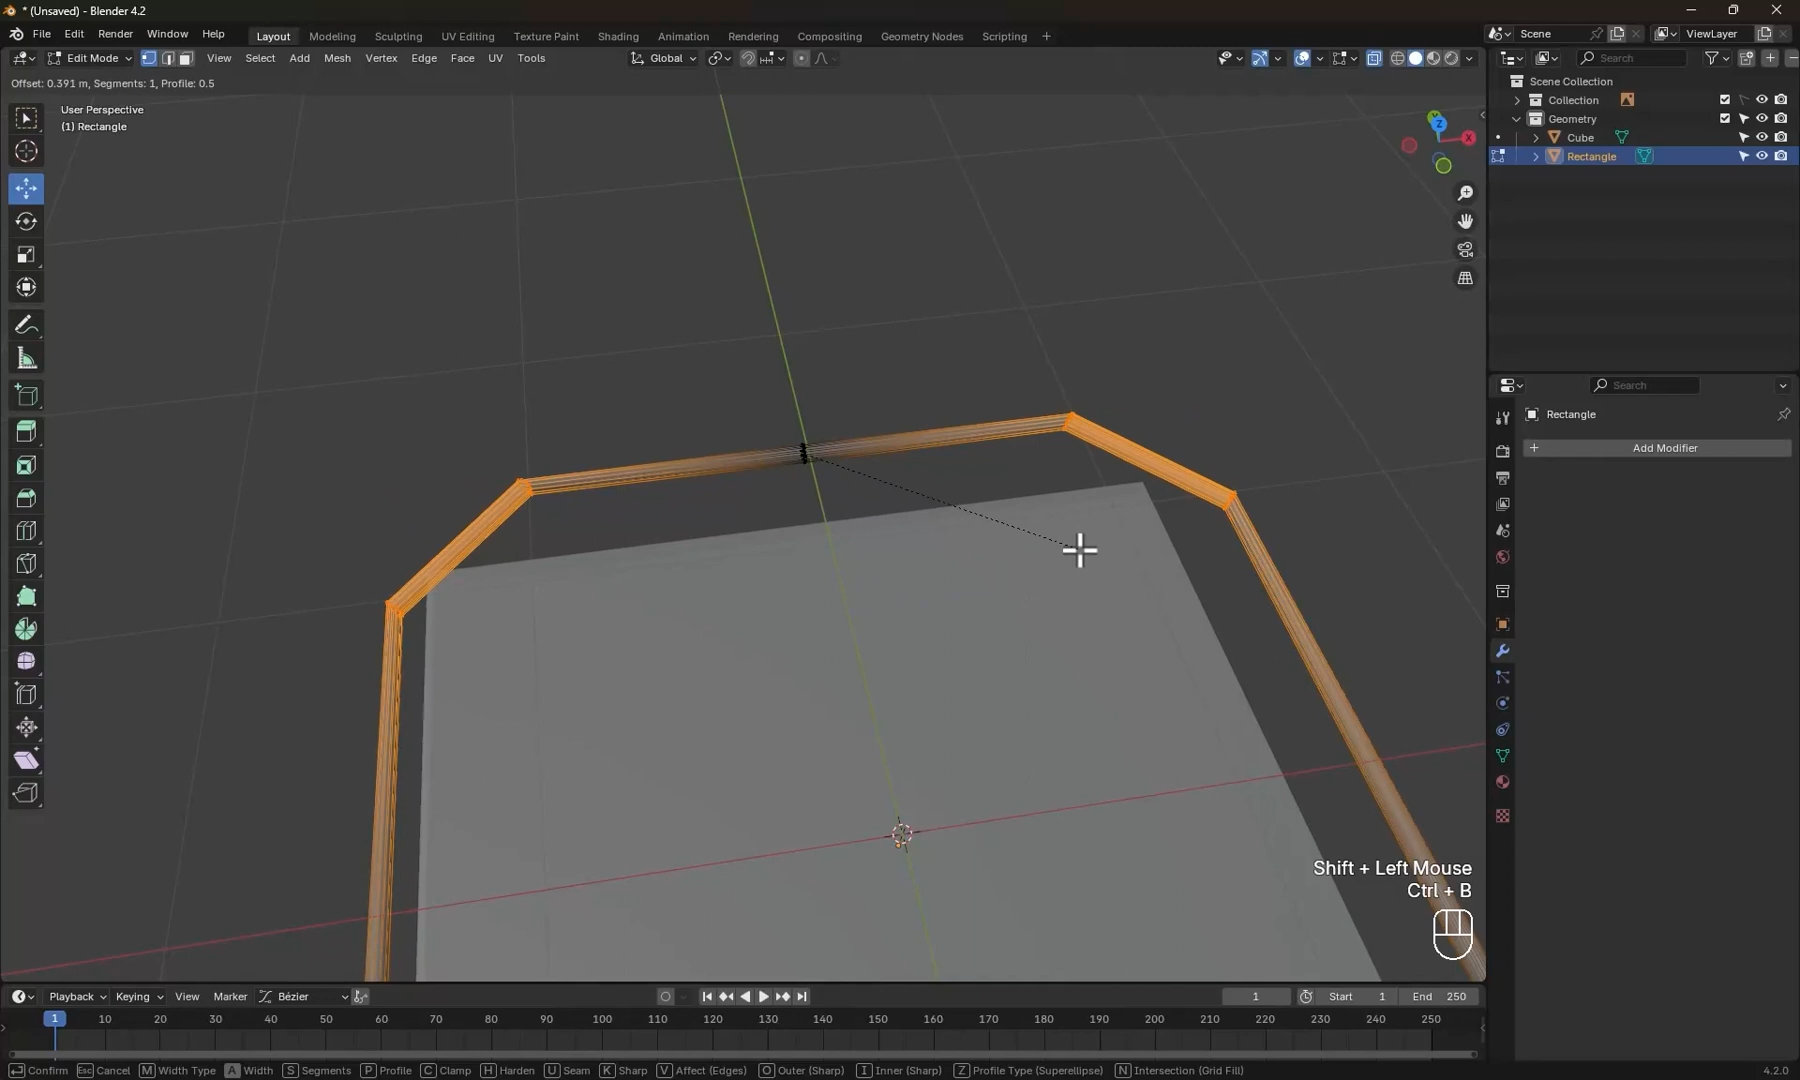 * (Unsaved) - Blender 4.2
File Edit Render Window Help Layout Modeling Sculpting UV Editing Texture Paint Shading Animation Rendering Compositing Geometry Nodes Scripting + Scene ViewLayer
Edit Mode View Select Add Mesh Vertex Edge Face UV Tools Global Search
Offset: 0.391 m, Segments: 1, Profile: 0.5
Scene Collection
User Perspective
(1) Rectangle
Collection
Geometry
Cube
Rectangle
Z
X
Search
Rectangle
+ Add Modifier
Shift + Left Mouse
Ctrl + B
Playback Keying View Marker Bézier 1 Start 1 End 250
1 10 20 30 40 50 60 70 80 90 100 110 120 130 140 150 160 170 180 190 200 210 220 230 240 250
Confirm Esc Cancel M Width Type A Width S Segments P Profile C Clamp H Harden U Seam K Sharp V Affect (Edges) O Outer (Sharp) I Inner (Sharp) Z Profile Type (Superellipse) N Intersection (Grid Fill) 4.2.0